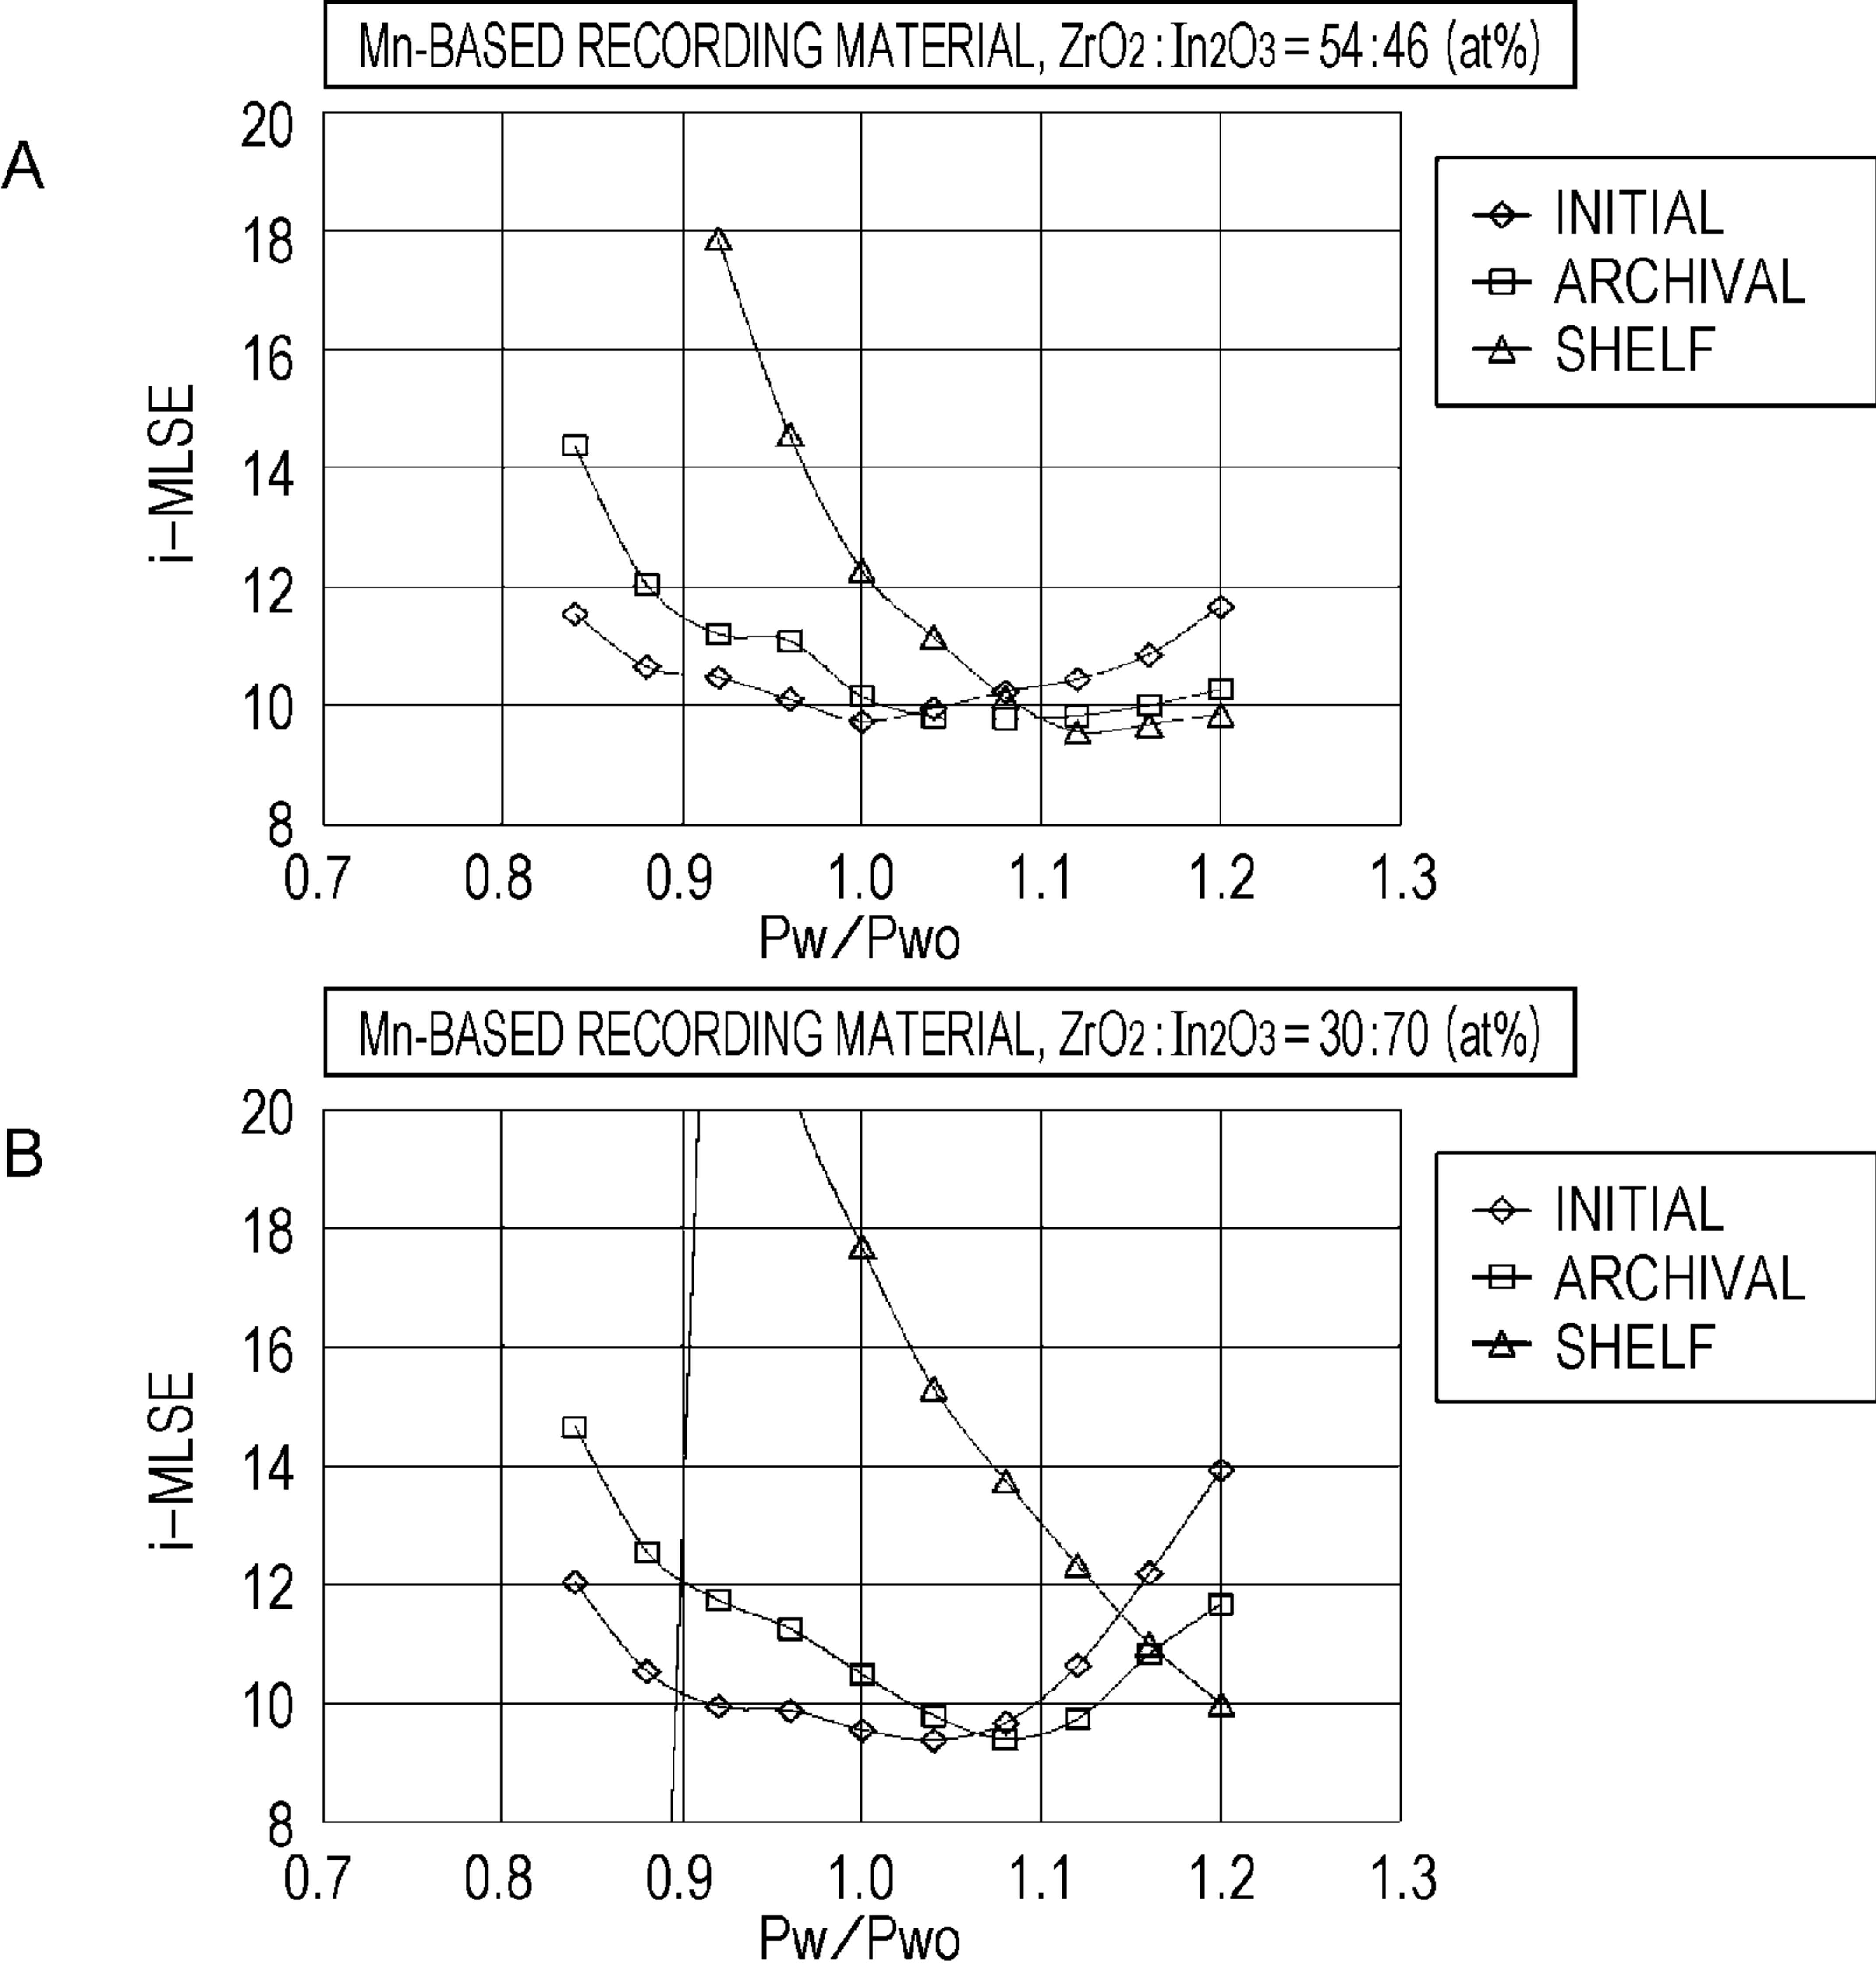 Mn-BASED RECORDING MATERIAL, ZrO2:In2O3=54:46 (at%)
A
20
18
16
14
12
10
8
i-MLSE
0.7 0.8 0.9 1.0 1.1 1.2 1.3
Pw/Pwo
INITIAL
ARCHIVAL
SHELF
Mn-BASED RECORDING MATERIAL, ZrO2:In2O3=30:70 (at%)
B
20
18
16
14
12
10
8
i-MLSE
0.7 0.8 0.9 1.0 1.1 1.2 1.3
Pw/Pwo
INITIAL
ARCHIVAL
SHELF